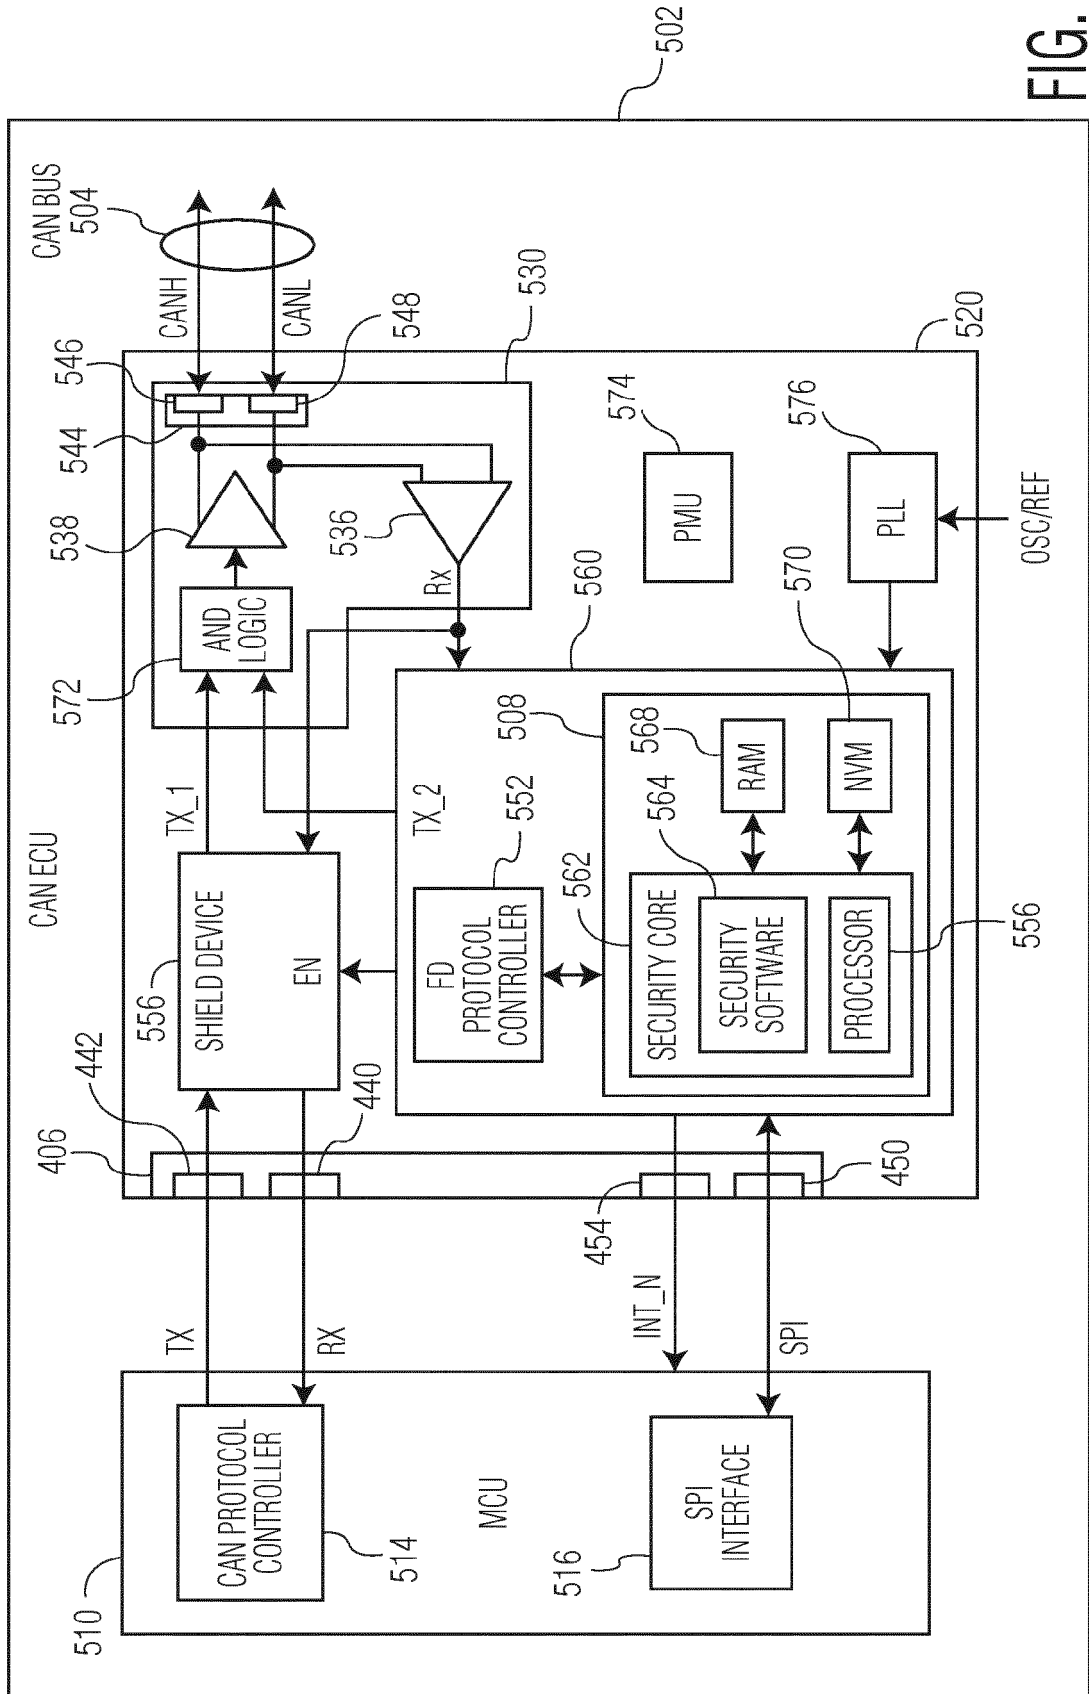 CAN ECU
502
FIG.
510
CAN PROTOCOL
CONTROLLER
514
MCU
516
SPI
INTERFACE
TX
RX
INT_N
SPI
406
442
440
454
450
556
SHIELD DEVICE
EN
TX_1
TX_2
572
AND
LOGIC
538
544
546
548
CANH
CANL
CAN BUS
504
530
536
Rx
520
560
508
552
FD
PROTOCOL
CONTROLLER
562
564
568
570
SECURITY CORE
SECURITY
SOFTWARE
PROCESSOR
556
RAM
NVM
574
PMU
576
PLL
OSC/REF